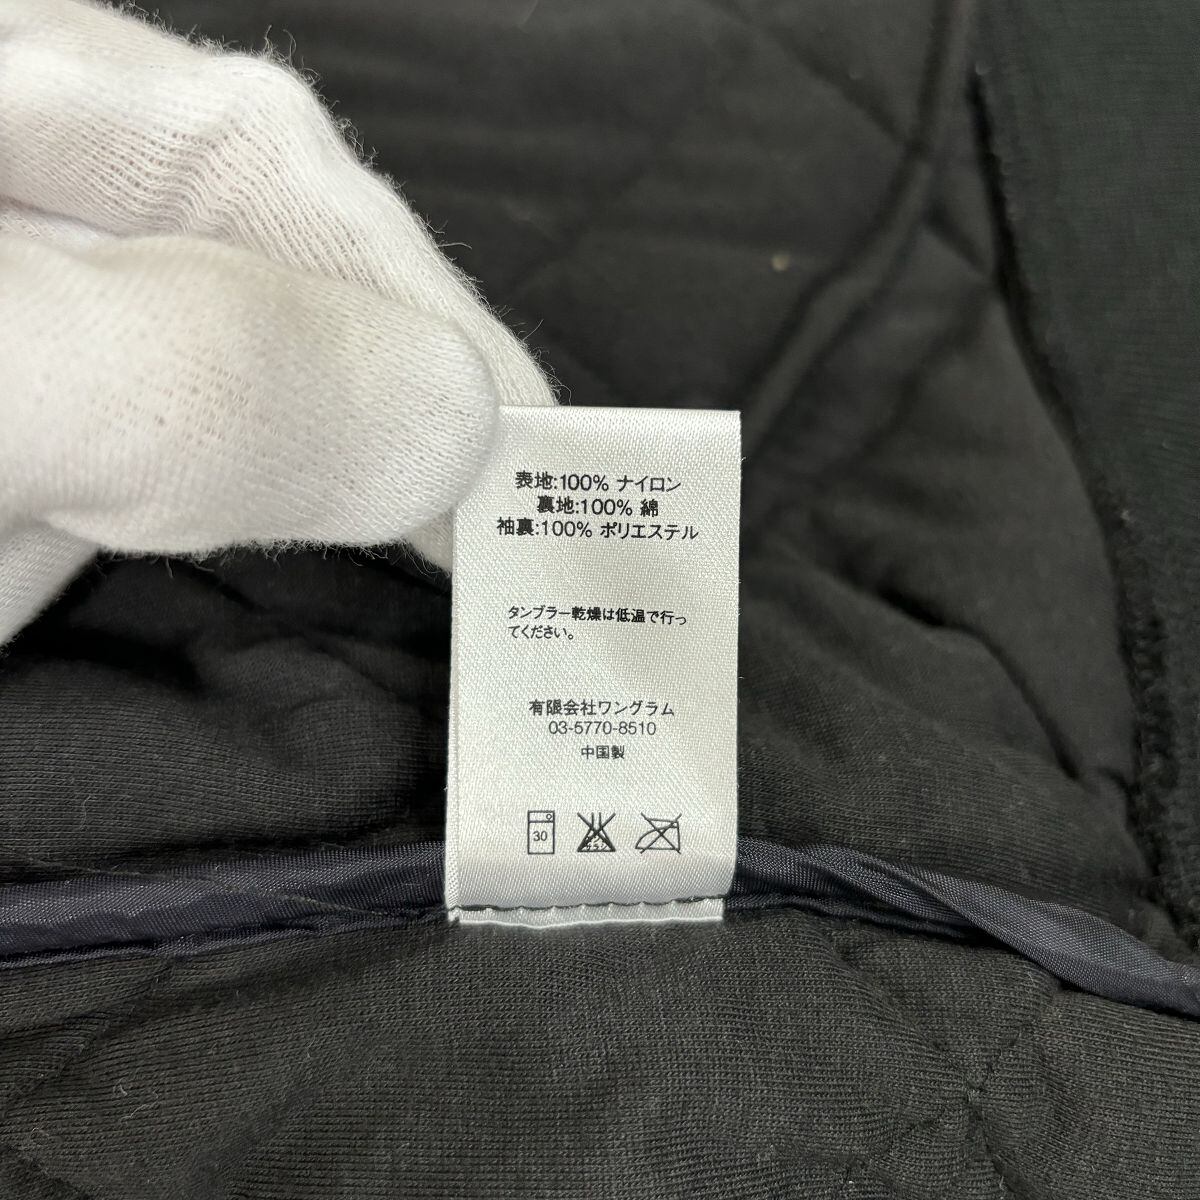 表地:100% ナイロン
裏地:100% 綿
袖裏:100% ポリエステル
タンブラー乾燥は低温で行っ
てください。
有限会社ワングラム
03-5770-8510
中国製
30